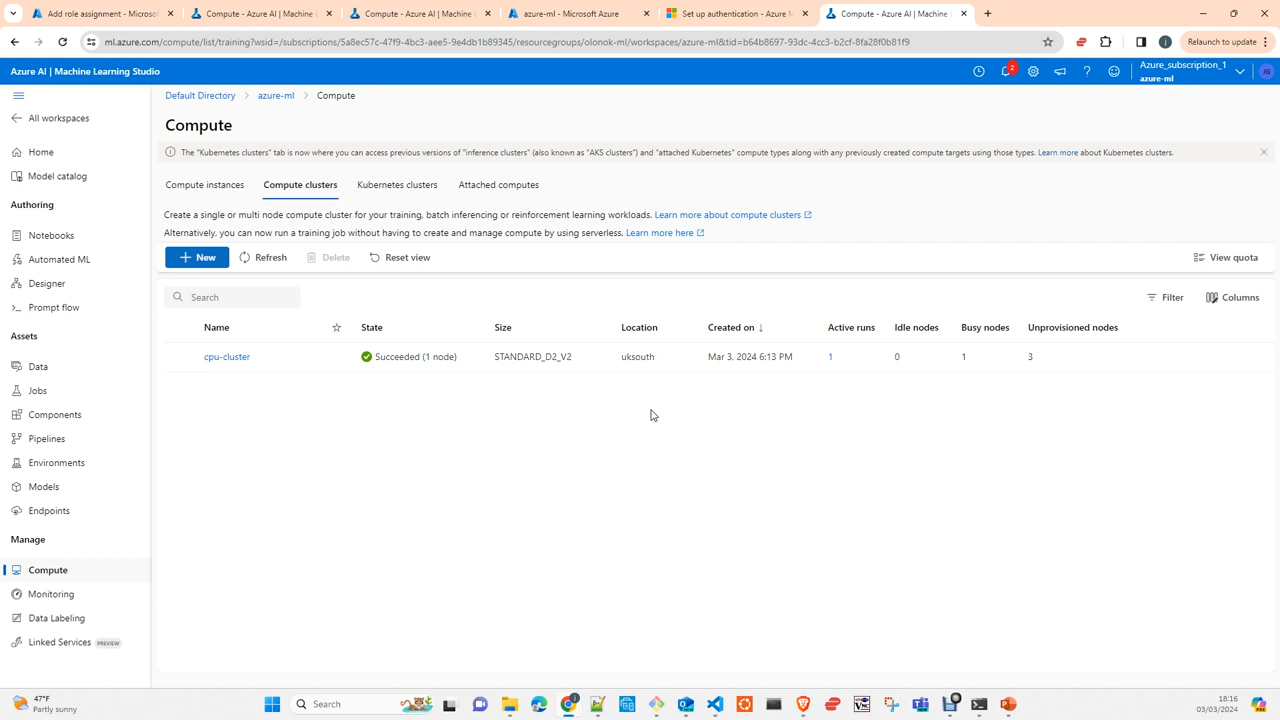 Add role assignment - Microsof
Compute - Azure AI | Machine L
Compute - Azure AI | Machine L
azure-ml - Microsoft Azure
Set up authentication - Azure M
Compute - Azure AI | Machine L
ml.azure.com/compute/list/training?wsid=/subscriptions/5a8ec57c-47f9-4bc3-aee5-9e4db1b89345/resourcegroups/olonok-ml/workspaces/azure-ml&tid=b64b8697-93dc-4cc3-b2cf-8fa28f0b81f9
Relaunch to update
Azure AI | Machine Learning Studio
2
Azure_subscription_1
azure-ml
JG
All workspaces
Home
Model catalog
Authoring
Notebooks
Automated ML
Designer
Prompt flow
Assets
Data
Jobs
Components
Pipelines
Environments
Models
Endpoints
Manage
Compute
Monitoring
Data Labeling
Linked Services PREVIEW
Default Directory > azure-ml > Compute
Compute
The "Kubernetes clusters" tab is now where you can access previous versions of "inference clusters" (also known as "AKS clusters") and "attached Kubernetes" compute types along with any previously created compute targets using those types. Learn more about Kubernetes clusters.
Compute instances
Compute clusters
Kubernetes clusters
Attached computes
Create a single or multi node compute cluster for your training, batch inferencing or reinforcement learning workloads. Learn more about compute clusters
Alternatively, you can now run a training job without having to create and manage compute by using serverless. Learn more here
New
Refresh
Delete
Reset view
View quota
Search
Filter
Columns
Name State Size Location Created on ↓ Active runs Idle nodes Busy nodes Unprovisioned nodes
cpu-cluster Succeeded (1 node) STANDARD_D2_V2 uksouth Mar 3, 2024 6:13 PM 1 0 1 3
47°F
Partly sunny
Search
18:16
03/03/2024